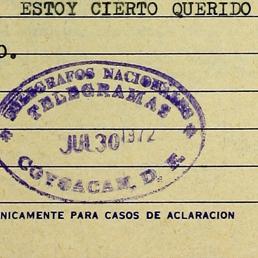 ESTOY CIERTO QUERIDO
O.
TELEGRAFOS NACIONALES
TELEGRAMAS
JUL 30 1972
COYOACAN, D. F.
NICAMENTE PARA CASOS DE ACLARACION